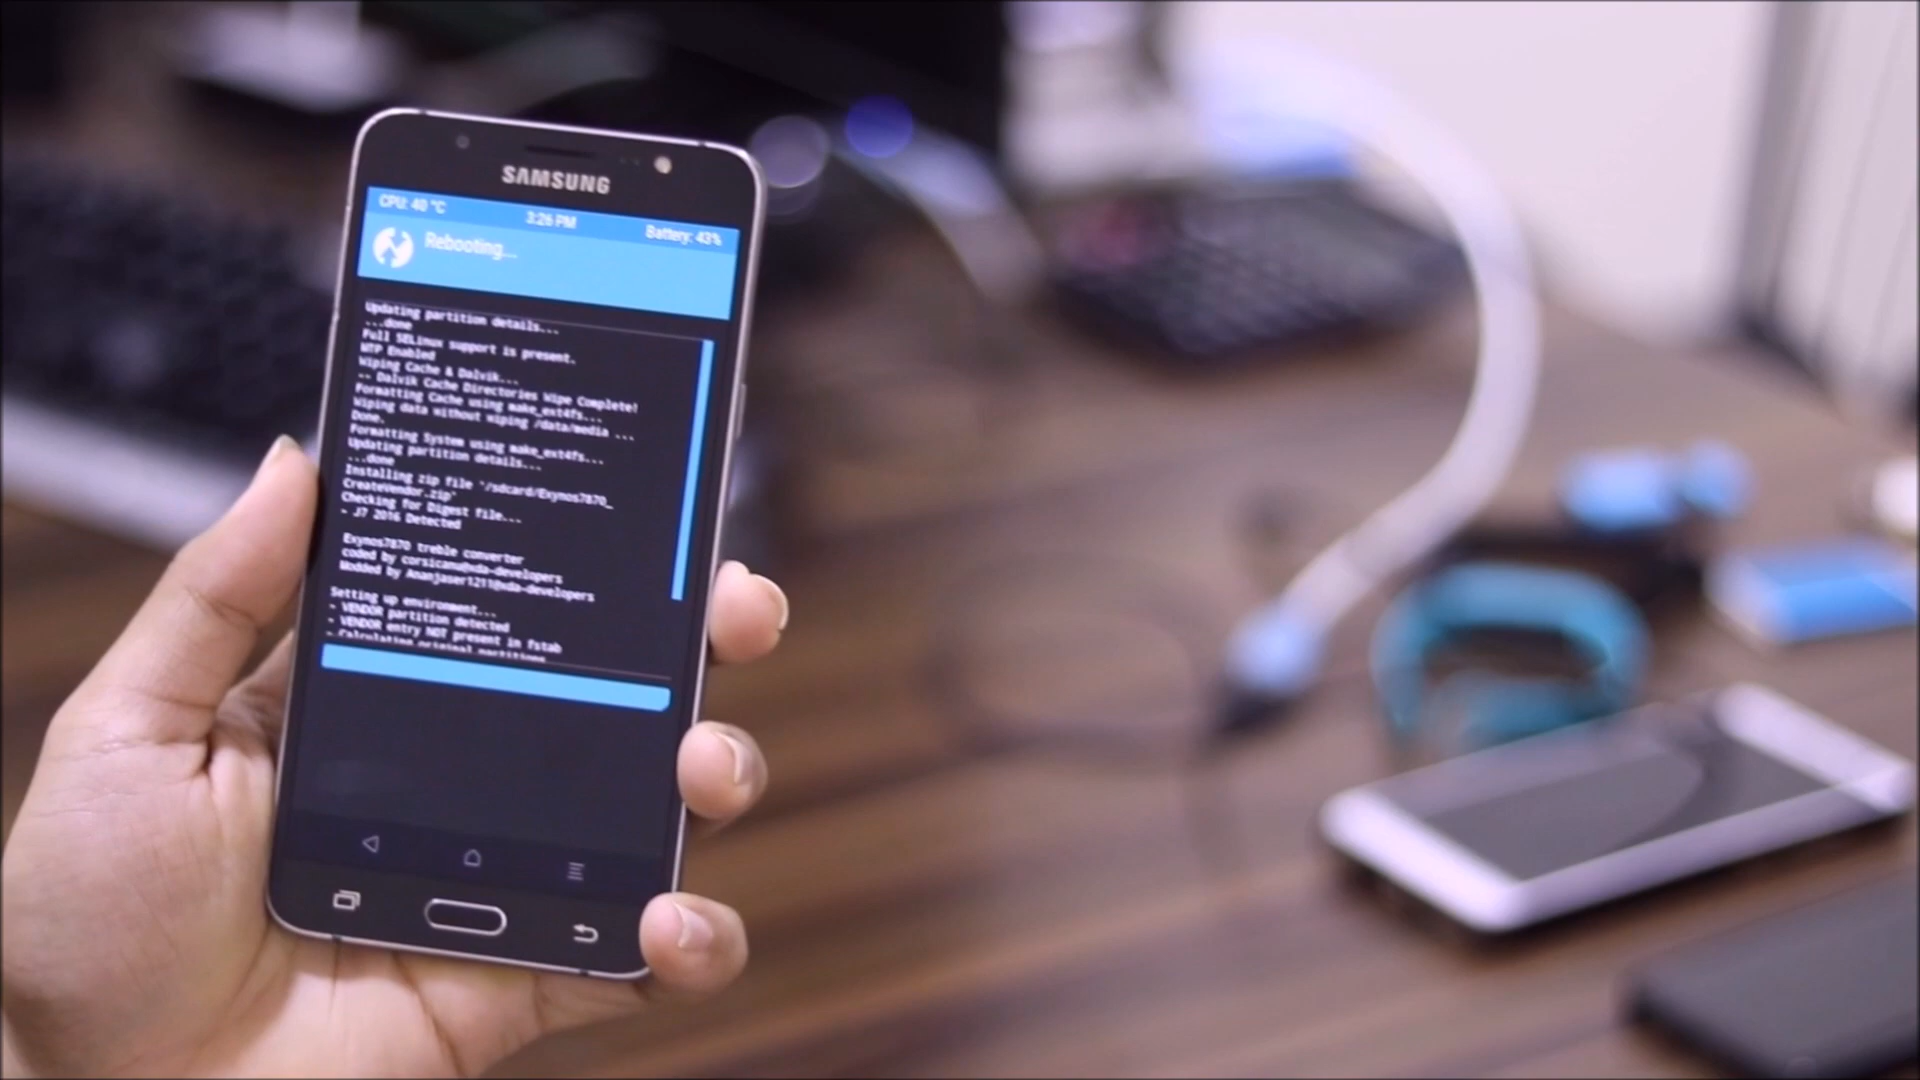 SAMSUNG
CPU: 40 °C
3:26 PM
Battery: 43%
Rebooting...
Updating partition details...
...done
Full SELinux support is present.
MTP Enabled
Wiping Cache & Dalvik...
-- Dalvik Cache Directories Wipe Complete!
Formatting Cache using make_ext4fs...
Wiping data without wiping /data/media ...
Done.
Formatting System using make_ext4fs...
Updating partition details...
...done
Installing zip file '/sdcard/Exynos7870_
CreateVendor.zip'
Checking for Digest file...
- J7 2016 Detected
Exynos7870 treble converter
coded by corsicanu@xda-developers
Modded by Ananjaser1211@xda-developers
Setting up environment...
- VENDOR partition detected
- VENDOR entry NOT present in fstab
- Calculating original partitions